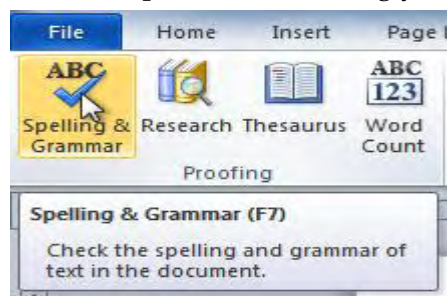 File Home Insert Page
ABC ABC
123
Spelling & Research Thesaurus Word
Grammar Count
Proofing
Spelling & Grammar (F7)
Check the spelling and grammar of
text in the document.